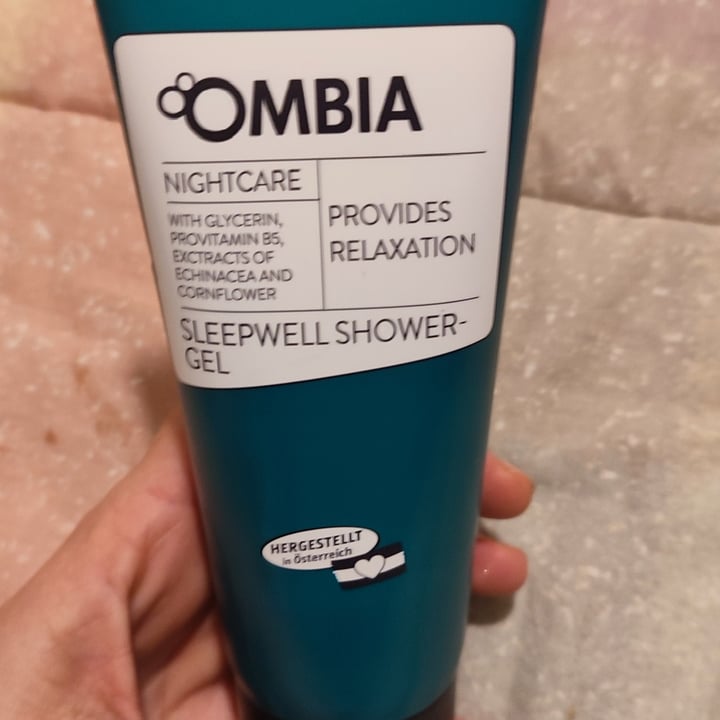 OMBIA
NIGHTCARE
WITH GLYCERIN,
PROVITAMIN B5,
EXCTRACTS OF
ECHINACEA AND
CORNFLOWER
PROVIDES
RELAXATION
SLEEPWELL SHOWER-
GEL
HERGESTELLT
in Österreich